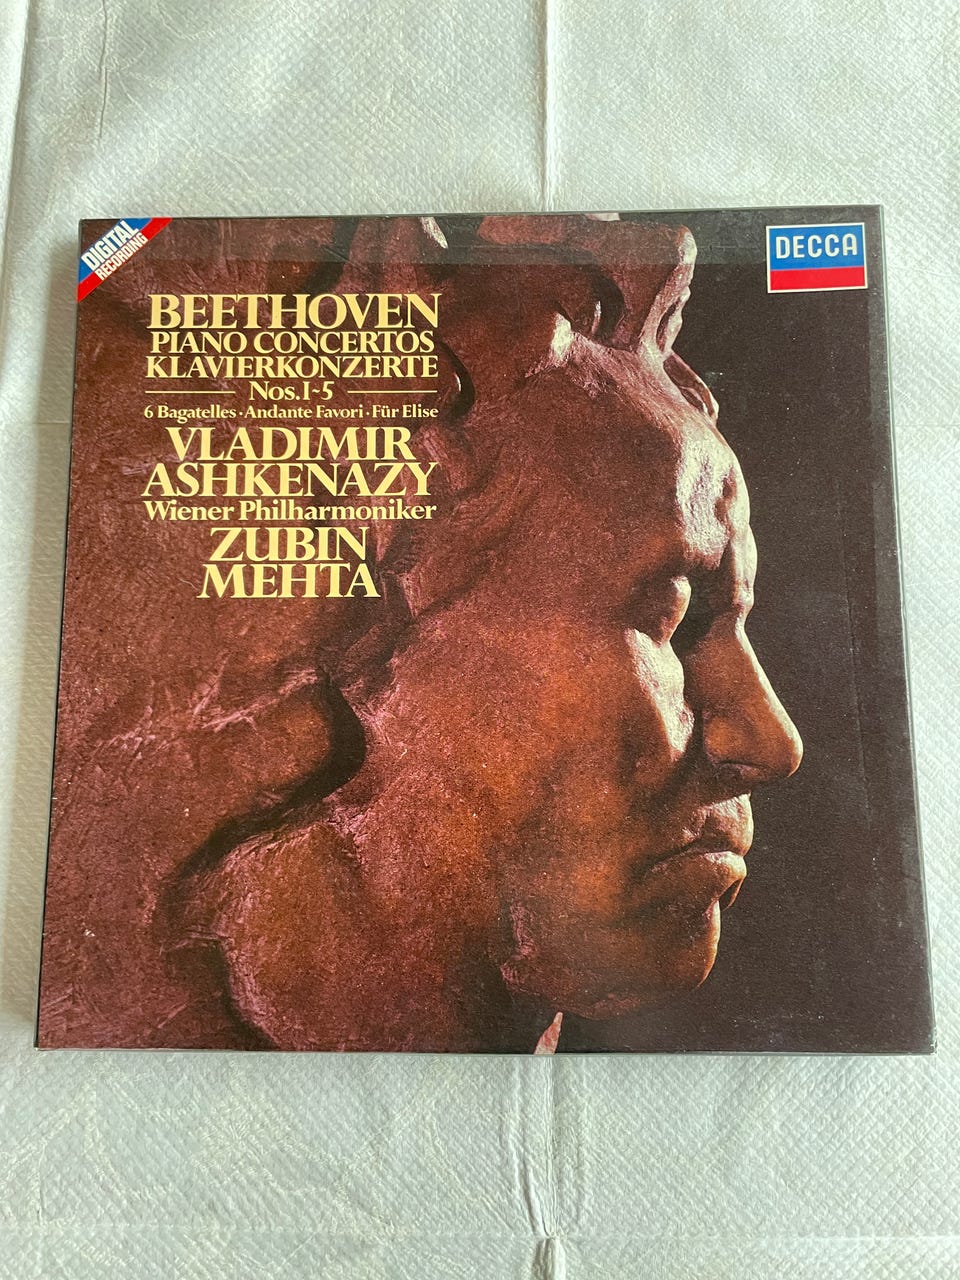 DIGITAL
RECORDING
DECCA
BEETHOVEN
PIANO CONCERTOS
KLAVIERKONZERTE
Nos.1~5
6 Bagatelles·Andante Favori·Für Elise
VLADIMIR
ASHKENAZY
Wiener Philharmoniker
ZUBIN
MEHTA